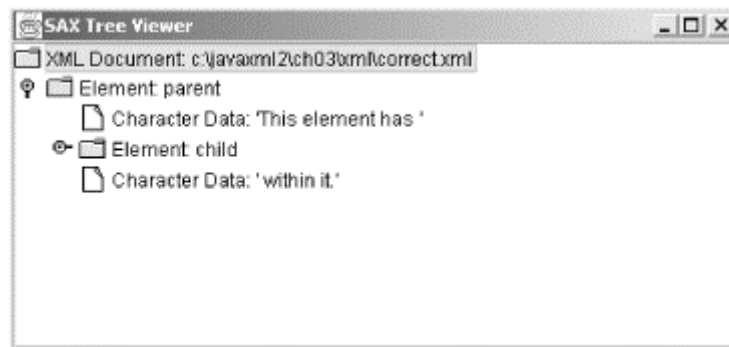 SAX Tree Viewer
XML Document: c:\javaxml2\ch03\xml\correct.xml
Element: parent
Character Data: 'This element has '
Element: child
Character Data: ' within it.'